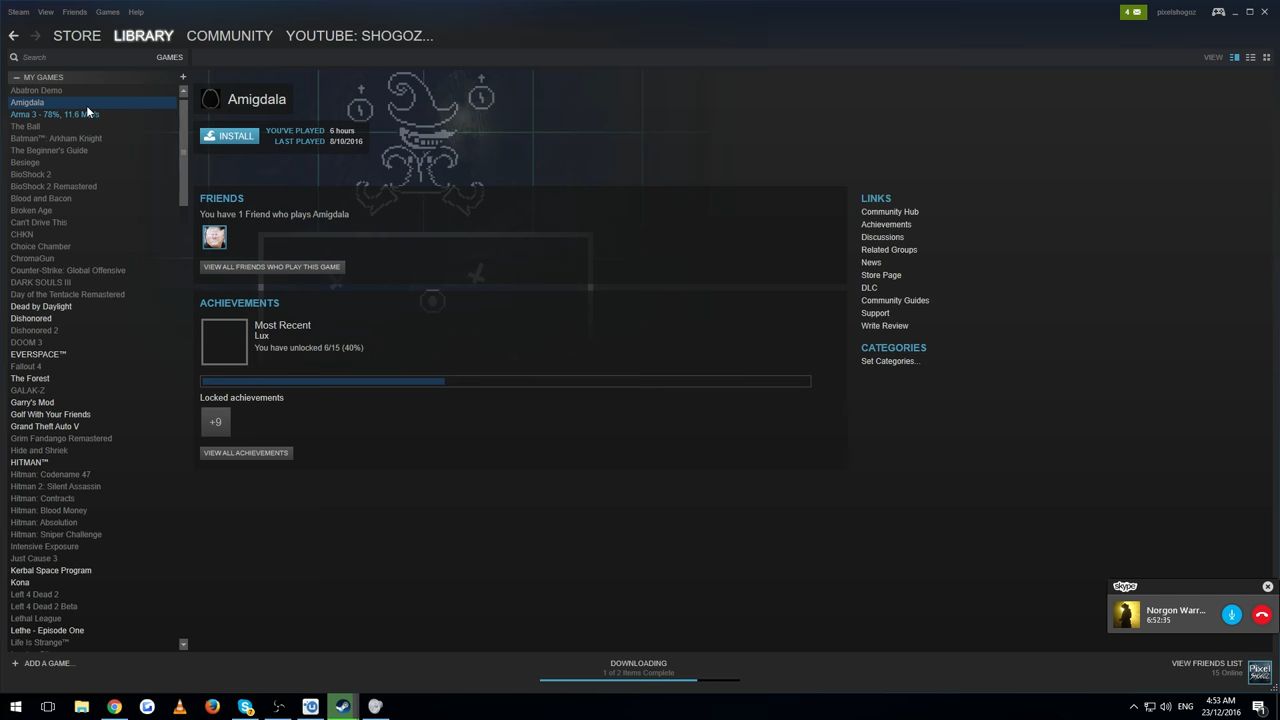 Steam View Friends Games Help
4 pixelshogoz
STORE LIBRARY COMMUNITY YOUTUBE: SHOGOZ...
Search GAMES VIEW
MY GAMES
Abatron Demo
Amigdala
Arma 3 - 78%, 11.6
The Ball
Batman™: Arkham Knight
The Beginner's Guide
Besiege
BioShock 2
BioShock 2 Remastered
Blood and Bacon
Broken Age
Can't Drive This
CHKN
Choice Chamber
ChromaGun
Counter-Strike: Global Offensive
DARK SOULS III
Day of the Tentacle Remastered
Dead by Daylight
Dishonored
Dishonored 2
DOOM 3
EVERSPACE™
Fallout 4
The Forest
GALAK-Z
Garry's Mod
Golf With Your Friends
Grand Theft Auto V
Grim Fandango Remastered
Hide and Shriek
HITMAN™
Hitman: Codename 47
Hitman 2: Silent Assassin
Hitman: Contracts
Hitman: Blood Money
Hitman: Absolution
Hitman: Sniper Challenge
Intensive Exposure
Just Cause 3
Kerbal Space Program
Kona
Left 4 Dead 2
Left 4 Dead 2 Beta
Lethal League
Lethe - Episode One
Life Is Strange™
Amigdala
INSTALL
YOU'VE PLAYED 6 hours
LAST PLAYED 8/10/2016
FRIENDS
You have 1 Friend who plays Amigdala
VIEW ALL FRIENDS WHO PLAY THIS GAME
ACHIEVEMENTS
Most Recent
Lux
You have unlocked 6/15 (40%)
Locked achievements
+9
VIEW ALL ACHIEVEMENTS
LINKS
Community Hub
Achievements
Discussions
Related Groups
News
Store Page
DLC
Community Guides
Support
Write Review
CATEGORIES
Set Categories...
skype
Norgon Warr...
6:52:35
ADD A GAME...
DOWNLOADING
1 of 2 Items Complete
VIEW FRIENDS LIST
15 Online
Pixel
ENG
4:53 AM
23/12/2016
1